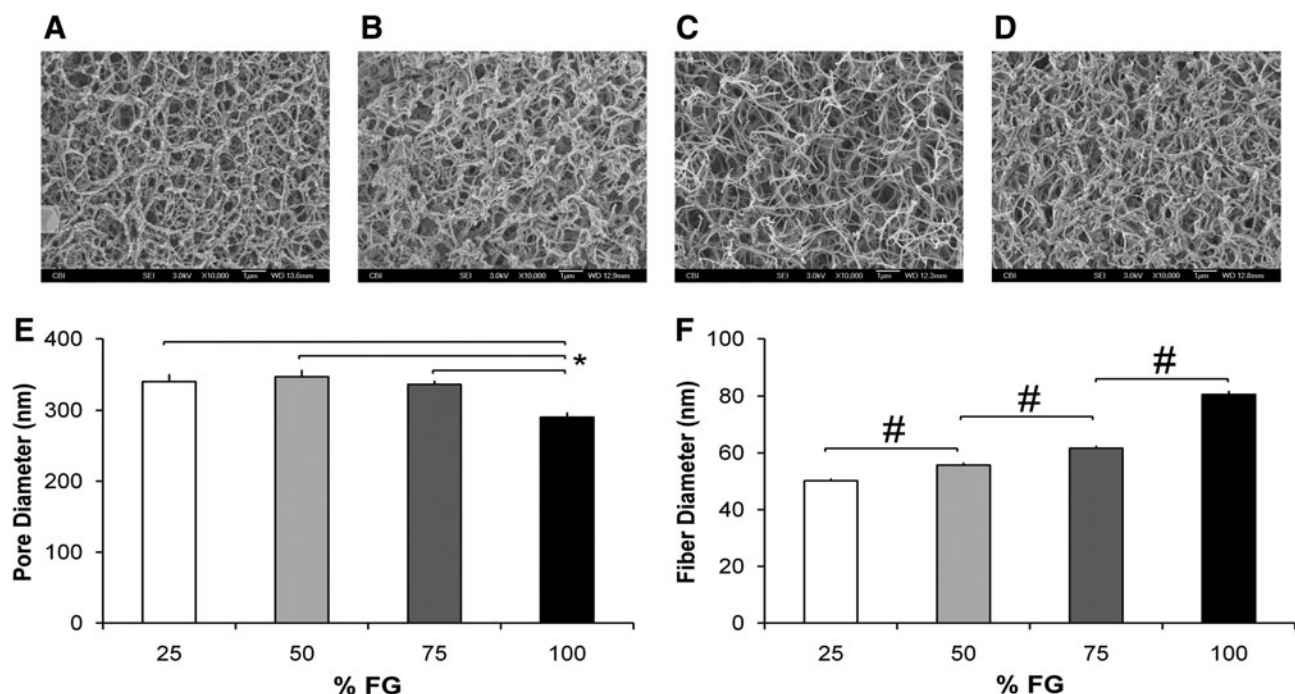 A B C D
CBI SEI 3.0kV X10,000 1µm WD 13.6mm
CBI SEI 3.0kV X10,000 1µm WD 12.9mm
CBI SEI 3.0kV X10,000 1µm WD 12.3mm
CBI SEI 3.0kV X10,000 1µm WD 12.8mm
E
Pore Diameter (nm)
400
300
200
100
0
*
25 50 75 100
% FG
F
Fiber Diameter (nm)
100
80
60
40
20
0
# # #
25 50 75 100
% FG